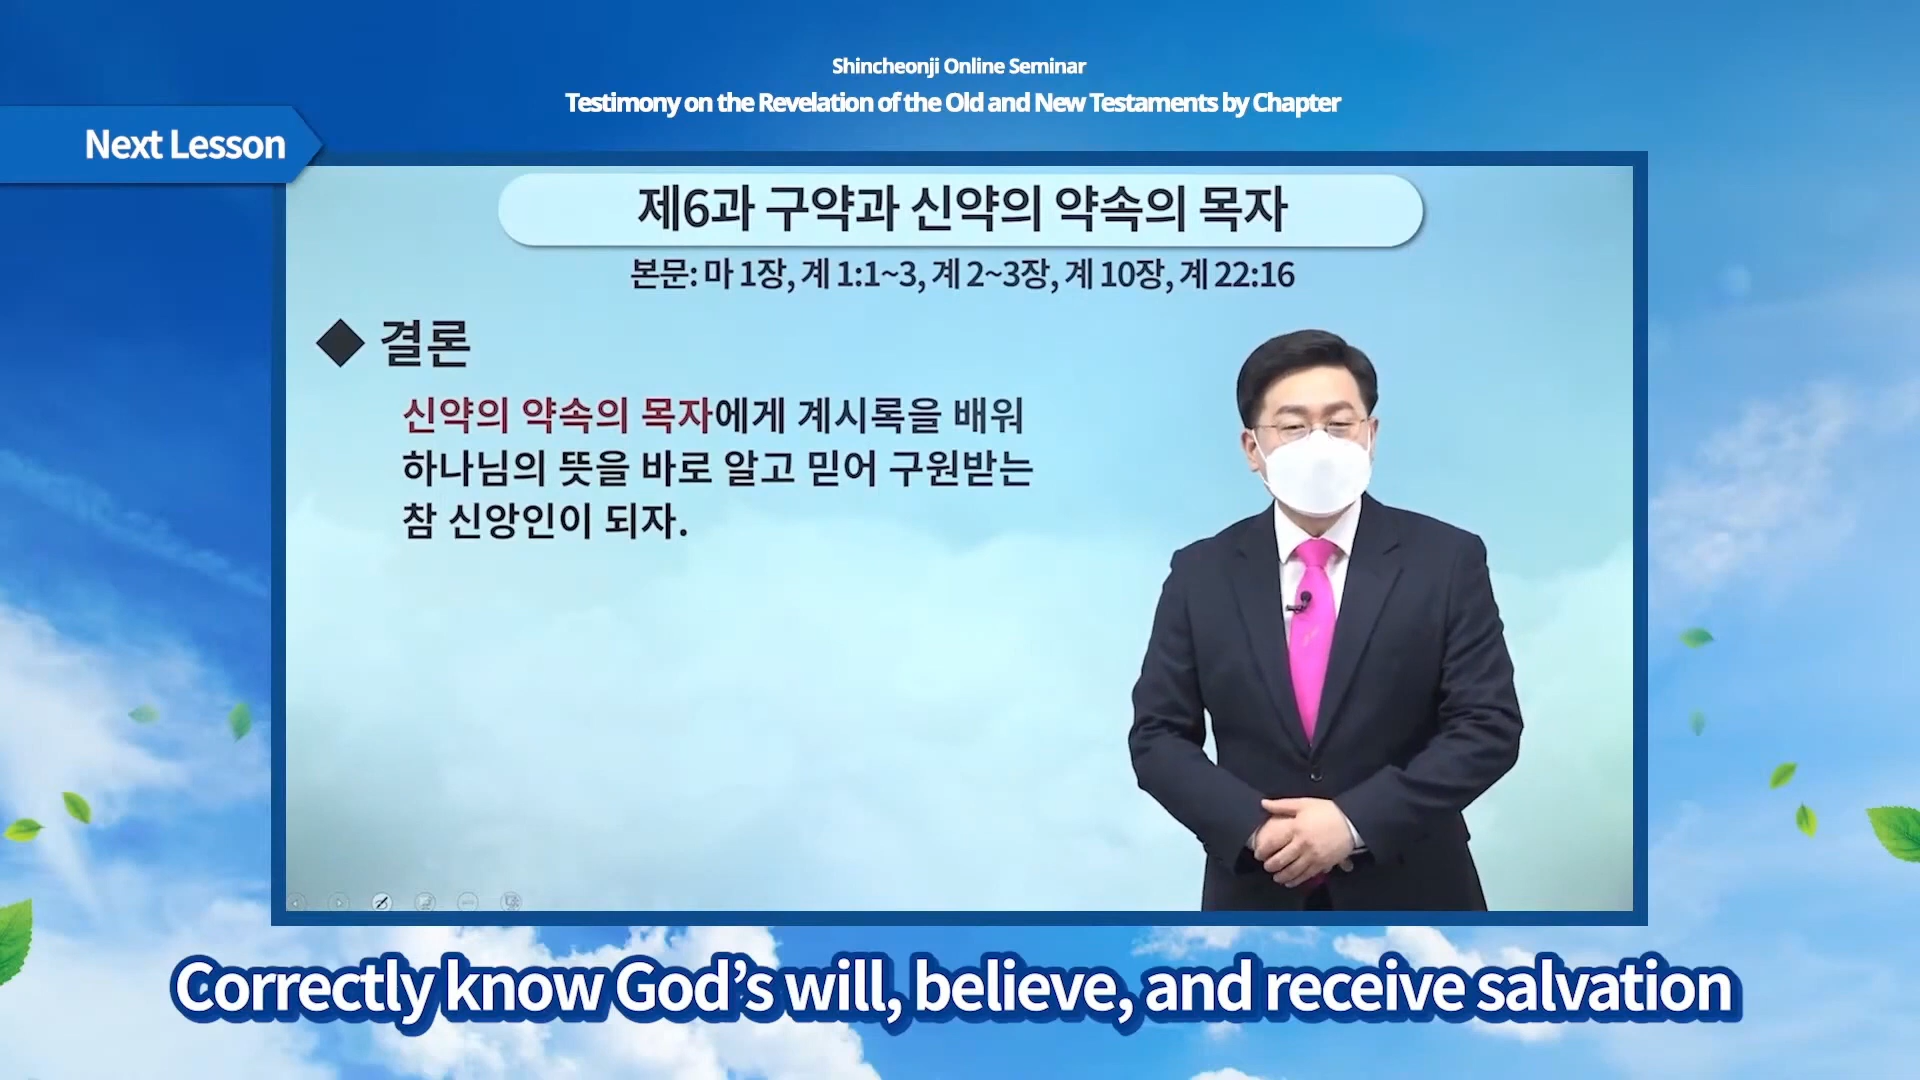 Shincheonji Online Seminar
Testimony on the Revelation of the Old and New Testaments by Chapter
Next Lesson
제6과 구약과 신약의 약속의 목자
본문: 마 1장, 계 1:1~3, 계 2~3장, 계 10장, 계 22:16
◆ 결론
신약의 약속의 목자에게 계시록을 배워
하나님의 뜻을 바로 알고 믿어 구원받는
참 신앙인이 되자.
Correctly know God’s will, believe, and receive salvation